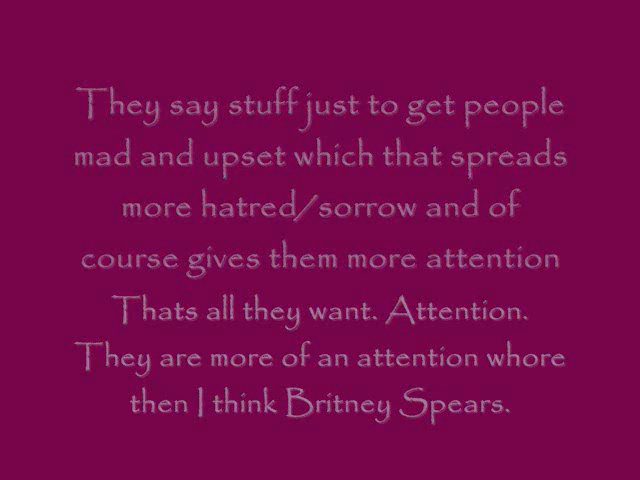 They say stuff just to get people
mad and upset which that spreads
more hatred/sorrow and of
course gives them more attention
Thats all they want. Attention.
They are more of an attention whore
then I think Britney Spears.